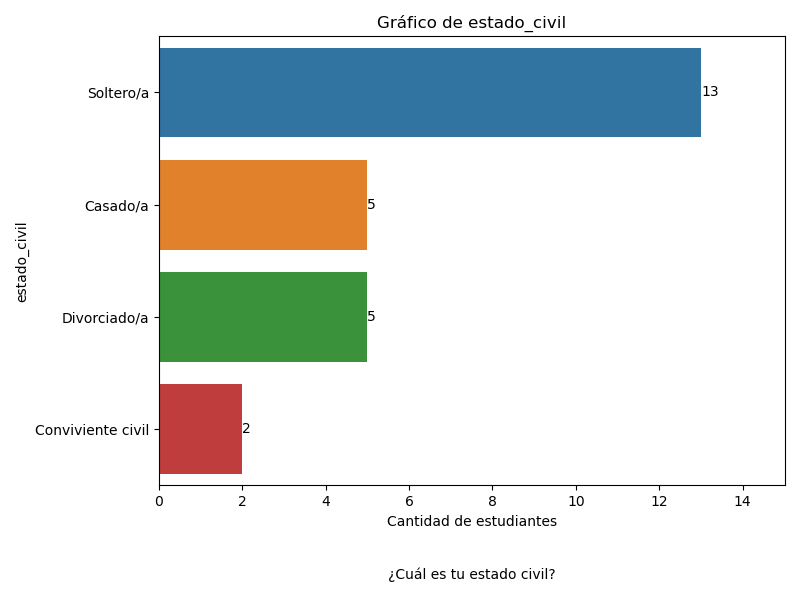 Gráfico de estado_civil
estado_civil
Soltero/a
13
Casado/a
5
Divorciado/a
5
Conviviente civil
2
0 2 4 6 8 10 12 14
Cantidad de estudiantes
¿Cuál es tu estado civil?